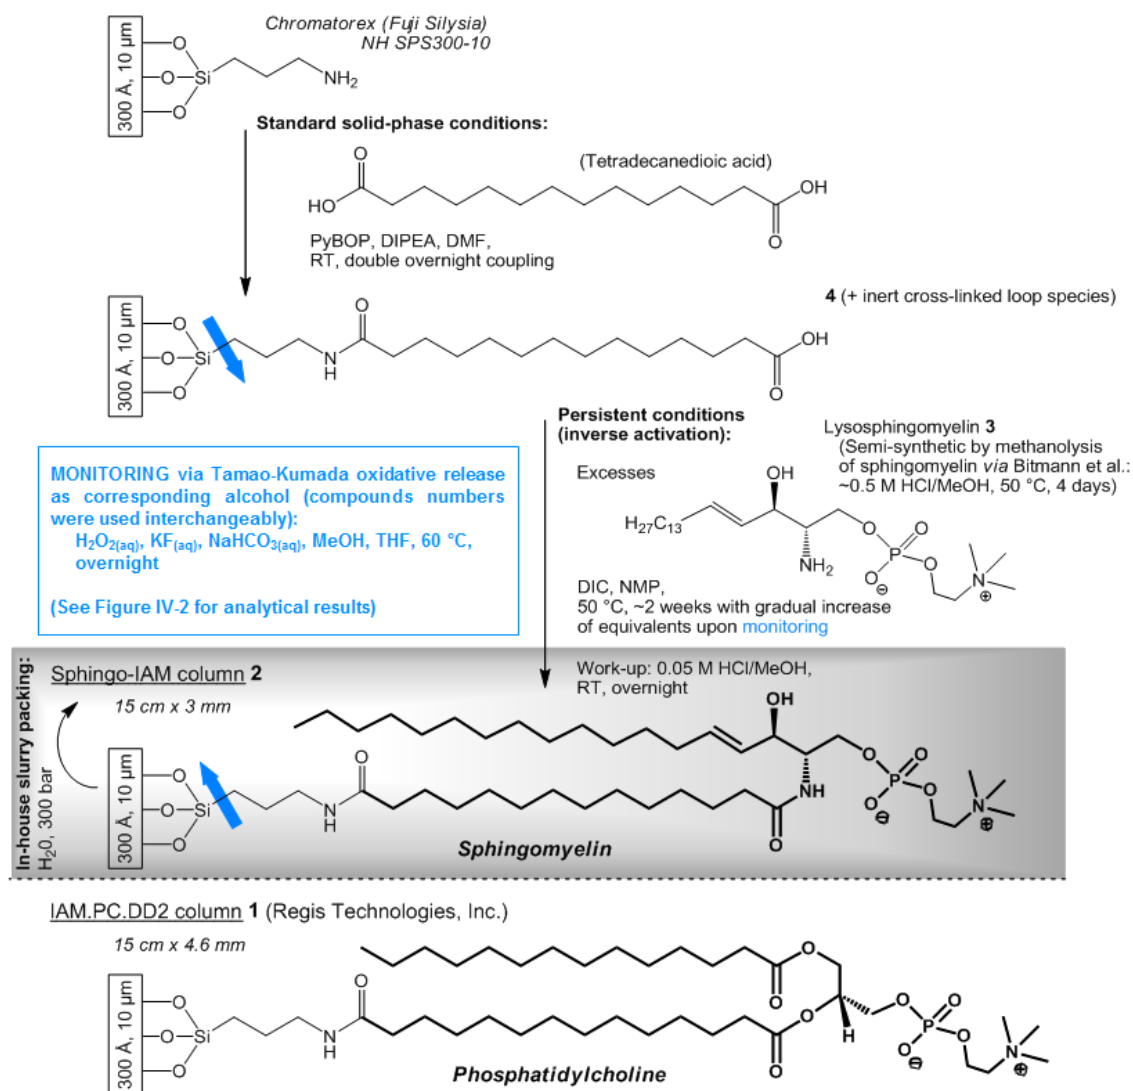 Chromatorex (Fuji Silysia)
NH SPS300-10
300 Å, 10 µm
O
O
O
Si
NH2
Standard solid-phase conditions:
(Tetradecanedioic acid)
O
HO
OH
O
PyBOP, DIPEA, DMF,
RT, double overnight coupling
4 (+ inert cross-linked loop species)
300 Å, 10 µm
O
O
O
Si
N
H
O
OH
O
Persistent conditions
(inverse activation):
Lysosphingomyelin 3
(Semi-synthetic by methanolysis
of sphingomyelin via Bitmann et al.:
~0.5 M HCl/MeOH, 50 °C, 4 days)
Excesses
OH
H27C13
NH2
O
P
O
O
⊖
O
N
⊕
DIC, NMP,
50 °C, ~2 weeks with gradual increase
of equivalents upon monitoring
MONITORING via Tamao-Kumada oxidative release
as corresponding alcohol (compounds numbers
were used interchangeably):
H2O2(aq), KF(aq), NaHCO3(aq), MeOH, THF, 60 °C,
overnight
(See Figure IV-2 for analytical results)
In-house slurry packing:
H20, 300 bar
Sphingo-IAM column 2
15 cm x 3 mm
Work-up: 0.05 M HCl/MeOH,
RT, overnight
300 Å, 10 µm
O
O
O
Si
N
H
O
OH
NH
O
O
P
O
O
⊖
O
N
⊕
Sphingomyelin
IAM.PC.DD2 column 1 (Regis Technologies, Inc.)
15 cm x 4.6 mm
300 Å, 10 µm
O
O
O
Si
N
H
O
O
O
O
O
H
O
P
O
O
⊖
O
N
⊕
Phosphatidylcholine